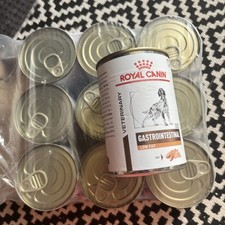 ROYAL CANIN
VETERINARY
GASTROINTESTINAL
LOW FAT